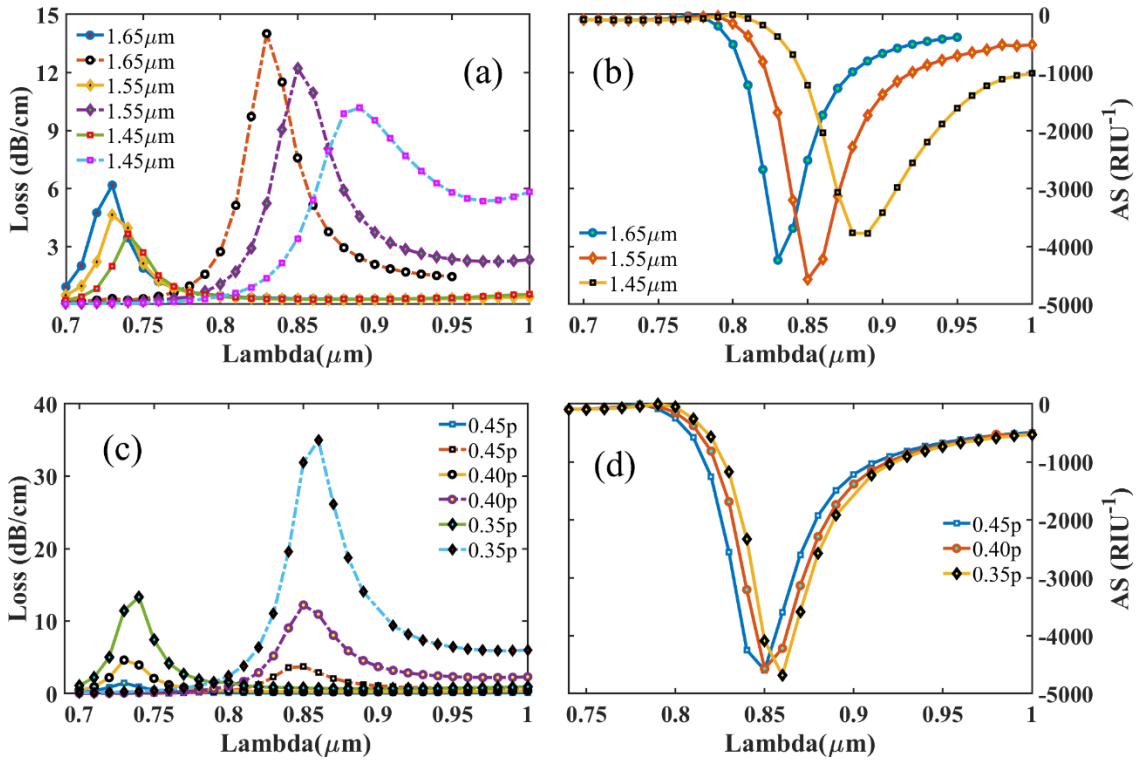 (a)
Loss (dB/cm)
15
12
9
6
3
1.65μm
1.65μm
1.55μm
1.55μm
1.45μm
1.45μm
0.7 0.75 0.8 0.85 0.9 0.95 1
Lambda(μm)
(b)
0
-1000
-2000
-3000
-4000
-5000
AS (RIU⁻¹)
1.65μm
1.55μm
1.45μm
0.7 0.75 0.8 0.85 0.9 0.95 1
Lambda(μm)
(c)
Loss (dB/cm)
40
30
20
10
0
0.45p
0.45p
0.40p
0.40p
0.35p
0.35p
0.7 0.75 0.8 0.85 0.9 0.95 1
Lambda(μm)
(d)
0
-1000
-2000
-3000
-4000
-5000
AS (RIU⁻¹)
0.45p
0.40p
0.35p
0.75 0.8 0.85 0.9 0.95 1
Lambda(μm)